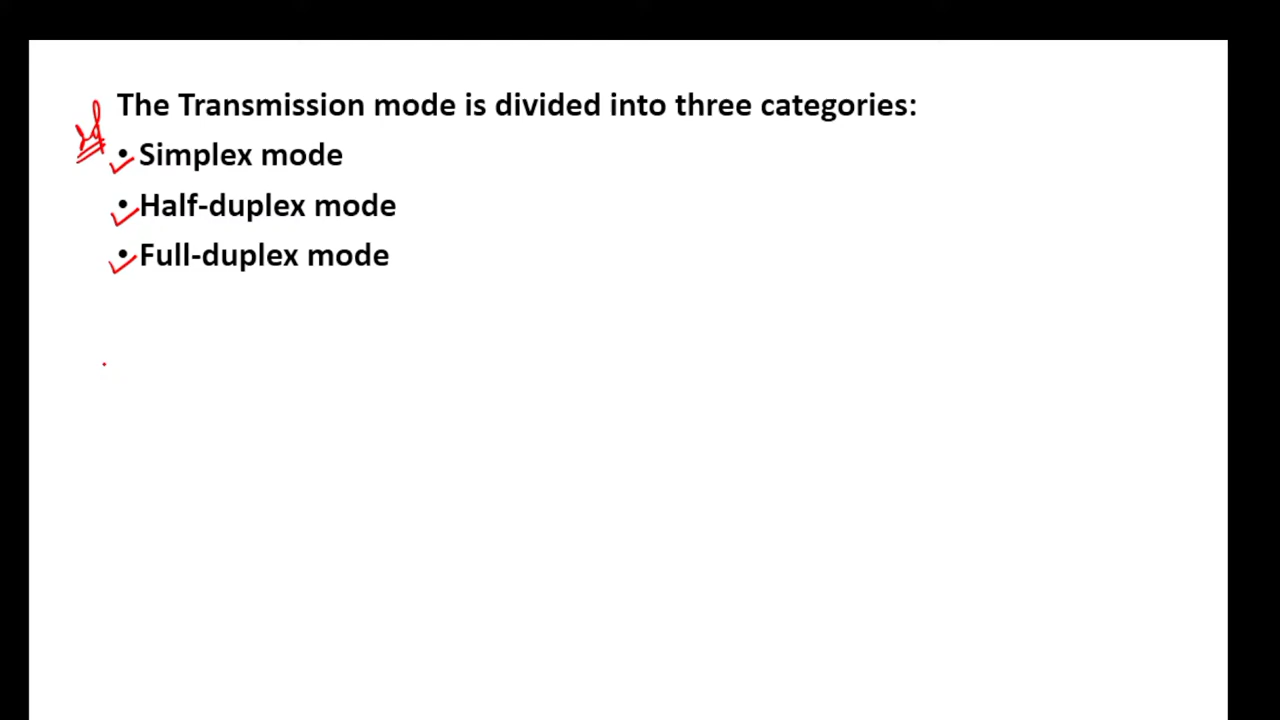 The Transmission mode is divided into three categories:
• Simplex mode
• Half-duplex mode
• Full-duplex mode